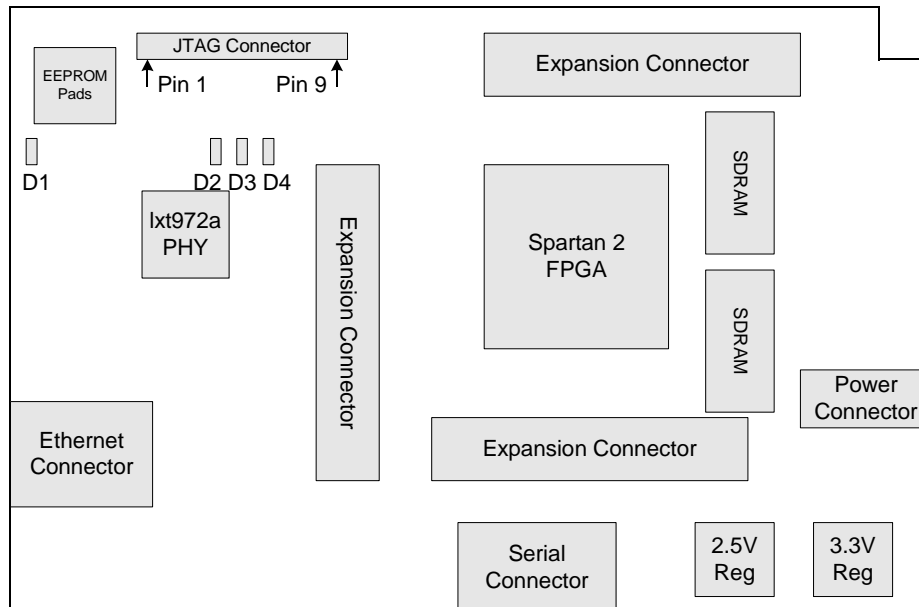 JTAG Connector
EEPROM
Pads
Pin 1
Pin 9
Expansion Connector
D1
D2
D3
D4
SDRAM
lxt972a
PHY
Expansion Connector
Spartan 2
FPGA
SDRAM
Power
Connector
Ethernet
Connector
Expansion Connector
Serial
Connector
2.5V
Reg
3.3V
Reg